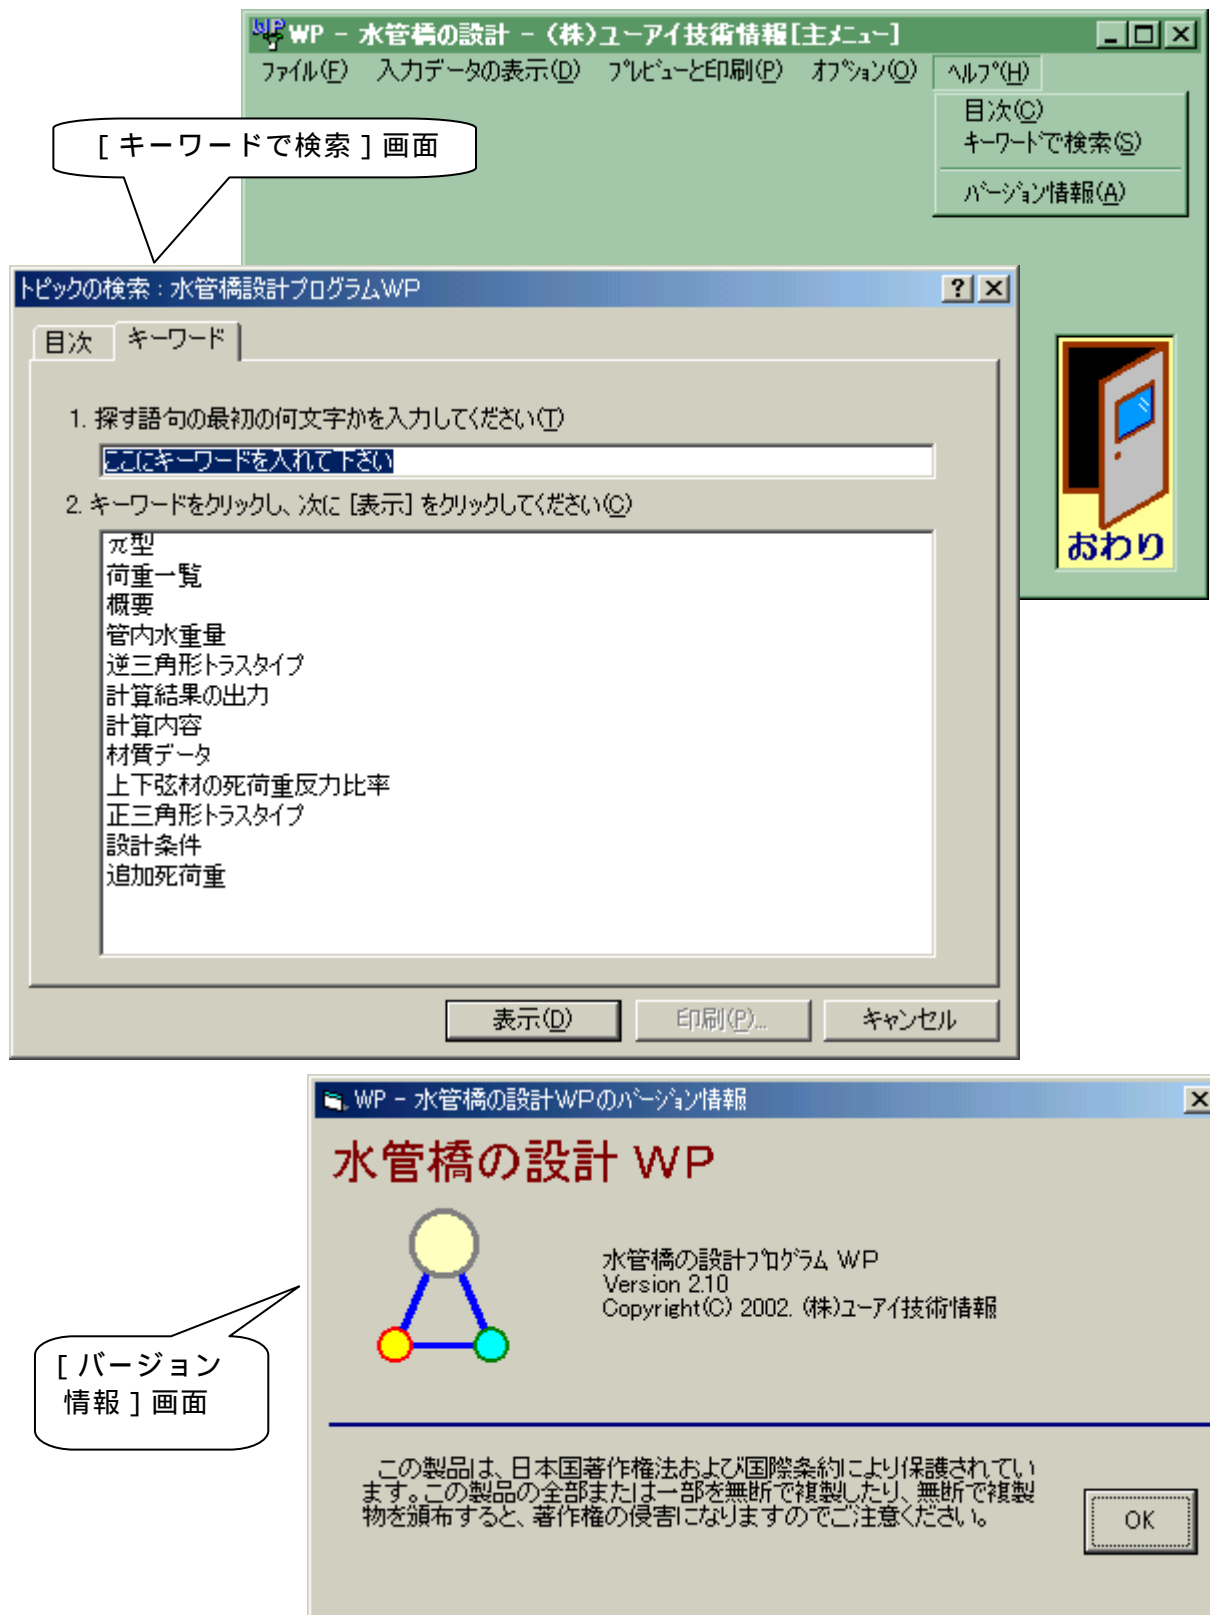 WP - 水管橋の設計 - (株)ユーアイ技術情報[主メニュー]
ファイル(F) 入力データの表示(D) プレビューと印刷(P) オプション(O) ヘルプ(H)
目次(C)
キーワードで検索(S)
バージョン情報(A)
[キーワードで検索]画面
トピックの検索：水管橋設計プログラムWP
目次 キーワード
1. 探す語句の最初の何文字かを入力してください(T)
ここにキーワードを入れて下さい
2. キーワードをクリックし、次に [表示] をクリックしてください(C)
π型
荷重一覧
概要
管内水重量
逆三角形トラスタイプ
計算結果の出力
計算内容
材質データ
上下弦材の死荷重反力比率
正三角形トラスタイプ
設計条件
追加死荷重
おわり
表示(D) 印刷(P)... キャンセル
WP - 水管橋の設計WPのバージョン情報
水管橋の設計 WP
水管橋の設計プログラム WP
Version 2.10
Copyright(C) 2002. (株)ユーアイ技術情報
[バージョン
情報]画面
この製品は、日本国著作権法および国際条約により保護されてい
ます。この製品の全部または一部を無断で複製したり、無断で複製
物を頒布すると、著作権の侵害になりますのでご注意ください。
OK